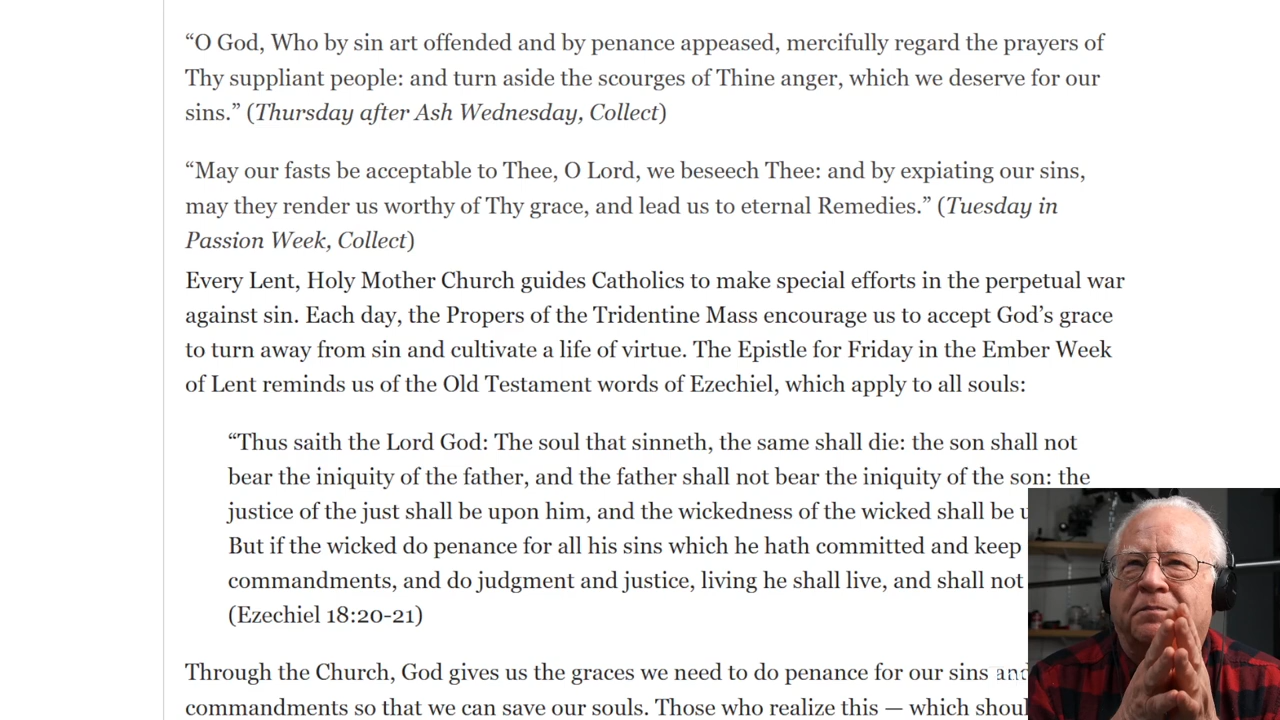 “O God, Who by sin art offended and by penance appeased, mercifully regard the prayers of
Thy suppliant people: and turn aside the scourges of Thine anger, which we deserve for our
sins.” (Thursday after Ash Wednesday, Collect)
“May our fasts be acceptable to Thee, O Lord, we beseech Thee: and by expiating our sins,
may they render us worthy of Thy grace, and lead us to eternal Remedies.” (Tuesday in
Passion Week, Collect)
Every Lent, Holy Mother Church guides Catholics to make special efforts in the perpetual war
against sin. Each day, the Propers of the Tridentine Mass encourage us to accept God’s grace
to turn away from sin and cultivate a life of virtue. The Epistle for Friday in the Ember Week
of Lent reminds us of the Old Testament words of Ezechiel, which apply to all souls:
“Thus saith the Lord God: The soul that sinneth, the same shall die: the son shall not
bear the iniquity of the father, and the father shall not bear the iniquity of the son: the
justice of the just shall be upon him, and the wickedness of the wicked shall be
But if the wicked do penance for all his sins which he hath committed and keep
commandments, and do judgment and justice, living he shall live, and shall not
(Ezechiel 18:20-21)
Through the Church, God gives us the graces we need to do penance for our sins and
commandments so that we can save our souls. Those who realize this — which